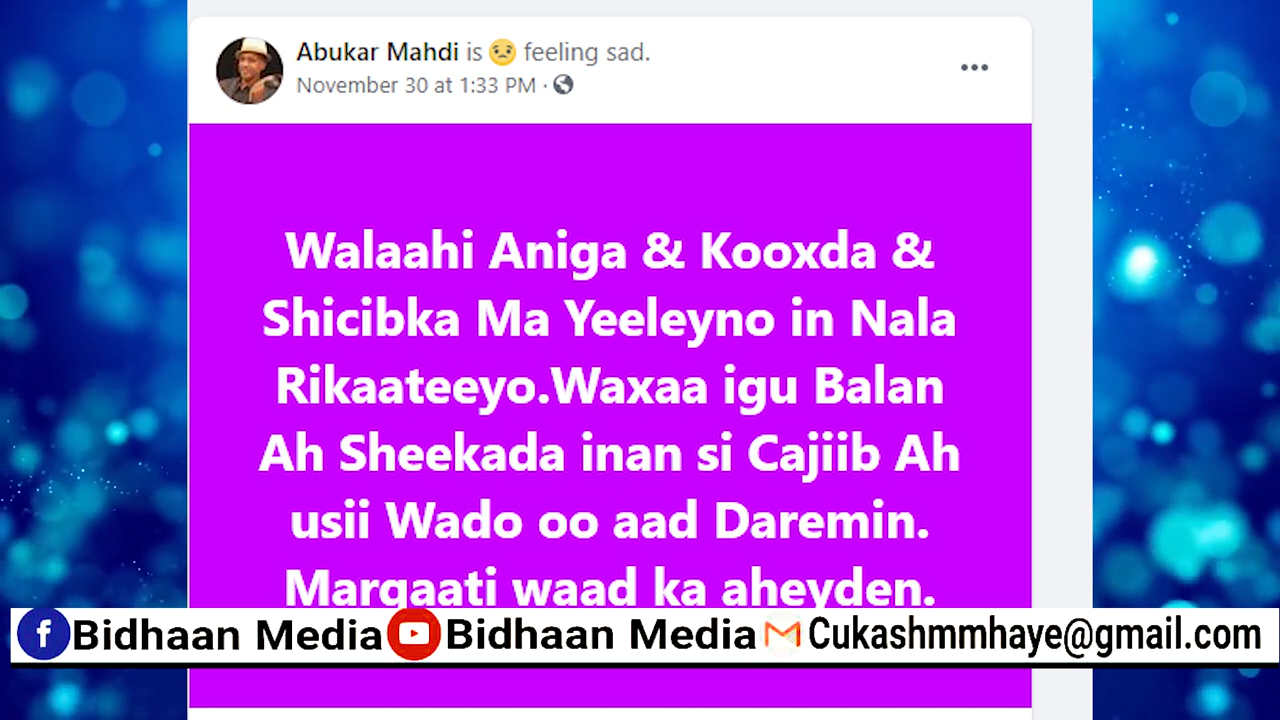 Abukar Mahdi is 😟 feeling sad.
November 30 at 1:33 PM ·
Walaahi Aniga & Kooxda &
Shicibka Ma Yeeleyno in Nala
Rikaateeyo.Waxaa igu Balan
Ah Sheekada inan si Cajiib Ah
usii Wado oo aad Daremin.
Marqaati waad ka aheyden.
Bidhaan Media Bidhaan Media Cukashmmhaye@gmail.com